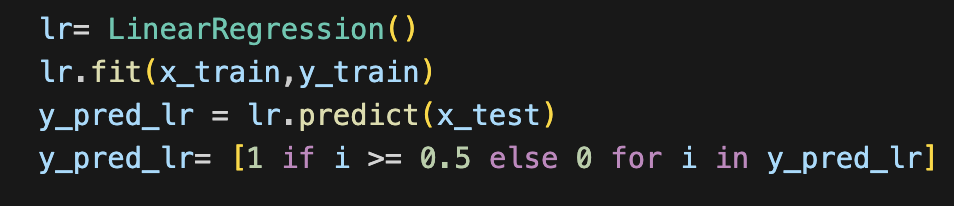 lr= LinearRegression()
lr.fit(x_train,y_train)
y_pred_lr = lr.predict(x_test)
y_pred_lr= [1 if i >= 0.5 else 0 for i in y_pred_lr]